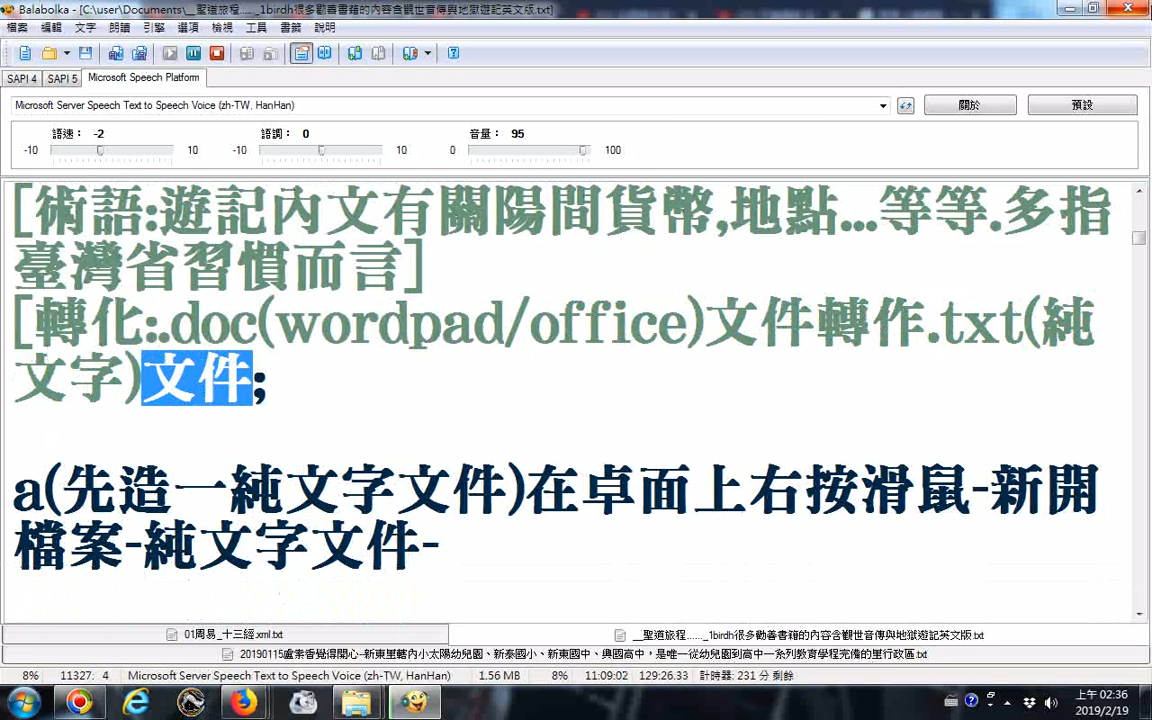 Balabolka - [C:\user\Documents\__聖道旅程......_1birdh很多勸善書籍的內容含觀世音傳與地獄遊記英文版.txt]
檔案 編輯 文字 朗讀 引擎 選項 檢視 工具 書籤 說明
SAPI 4 SAPI 5 Microsoft Speech Platform
Microsoft Server Speech Text to Speech Voice (zh-TW, HanHan) 關於 預設
語速： -2 語調： 0 音量： 95
-10 10 -10 10 0 100
[術語:遊記內文有關陽間貨幣,地點...等等.多指
臺灣省習慣而言]
[轉化:.doc(wordpad/office)文件轉作.txt(純
文字)文件;
a(先造一純文字文件)在卓面上右按滑鼠-新開
檔案-純文字文件-
01周易_十三經.xml.txt __聖道旅程......_1birdh很多勸善書籍的內容含觀世音傳與地獄遊記英文版.txt
20190115盧素香覺得開心-新東里轄內小太陽幼兒園、新泰國小、新東國中、興國高中，是唯一從幼兒園到高中一系列教育學程完備的里行政區.txt
8% 11327: 4 Microsoft Server Speech Text to Speech Voice (zh-TW, HanHan) 1.56 MB 8% 11:09:02 129:26.33 計時器: 231 分 剩餘
上午 02:36
2019/2/19